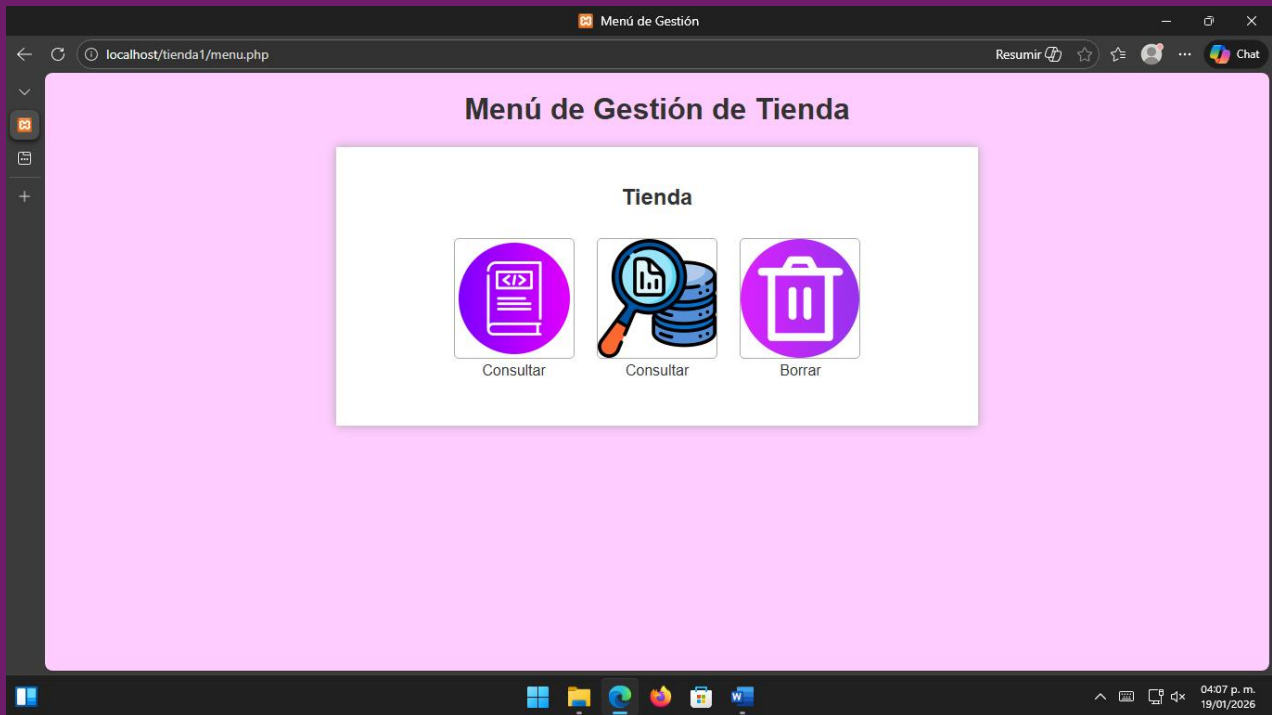 Menú de Gestión
localhost/tienda1/menu.php
Resumir
Chat
Menú de Gestión de Tienda
Tienda
</>
Consultar
Consultar
Borrar
04:07 p. m.
19/01/2026